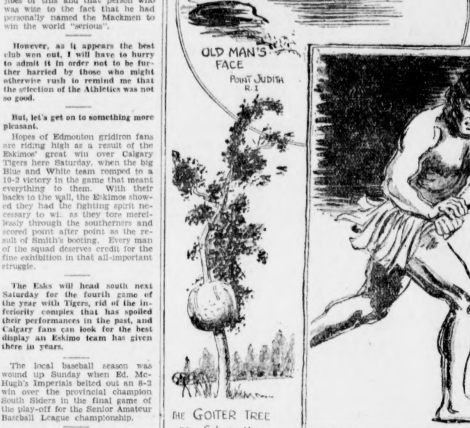 jokes of this and that person who
was wise to the fact that he had
personally named the Mackmen to
win the world "serious".
However, as it appears the best
club won out, I will have to hurry
to admit it in order not to be fur-
ther harried by those who might
otherwise rush to remind me that
the selection of the Athletics was not
so good.
But, let's get on to something more
pleasant.
Hopes of Edmonton gridiron fans
are riding high as a result of the
Eskimos' great win over Calgary
Tigers here Saturday, when the big
Blue and White team romped to a
10-2 victory in the game that meant
everything to them. With their
backs to the wall, the Eskimos show-
ed they had the fighting spirit ne-
cessary to wi. as they tore merci-
lessly through the southerners and
scored point after point as the re-
sult of Smith's booting. Every man
of the squad deserves credit for the
fine exhibition in that all-important
struggle.
The Esks will head south next
Saturday for the fourth game of
the year with Tigers, rid of the in-
feriority complex that has spoiled
their performances in the past, and
Calgary fans can look for the best
display an Eskimo team has given
there in years.
The local baseball season was
wound up Sunday when Ed. Mc-
Hugh's Imperials belted out an 8-2
win over the provincial champion
South Siders in the final game of
the play-off for the Senior Amateur
Baseball League championship.
OLD MAN'S
FACE
POINT JUDITH
R.I
THE GOITER TREE